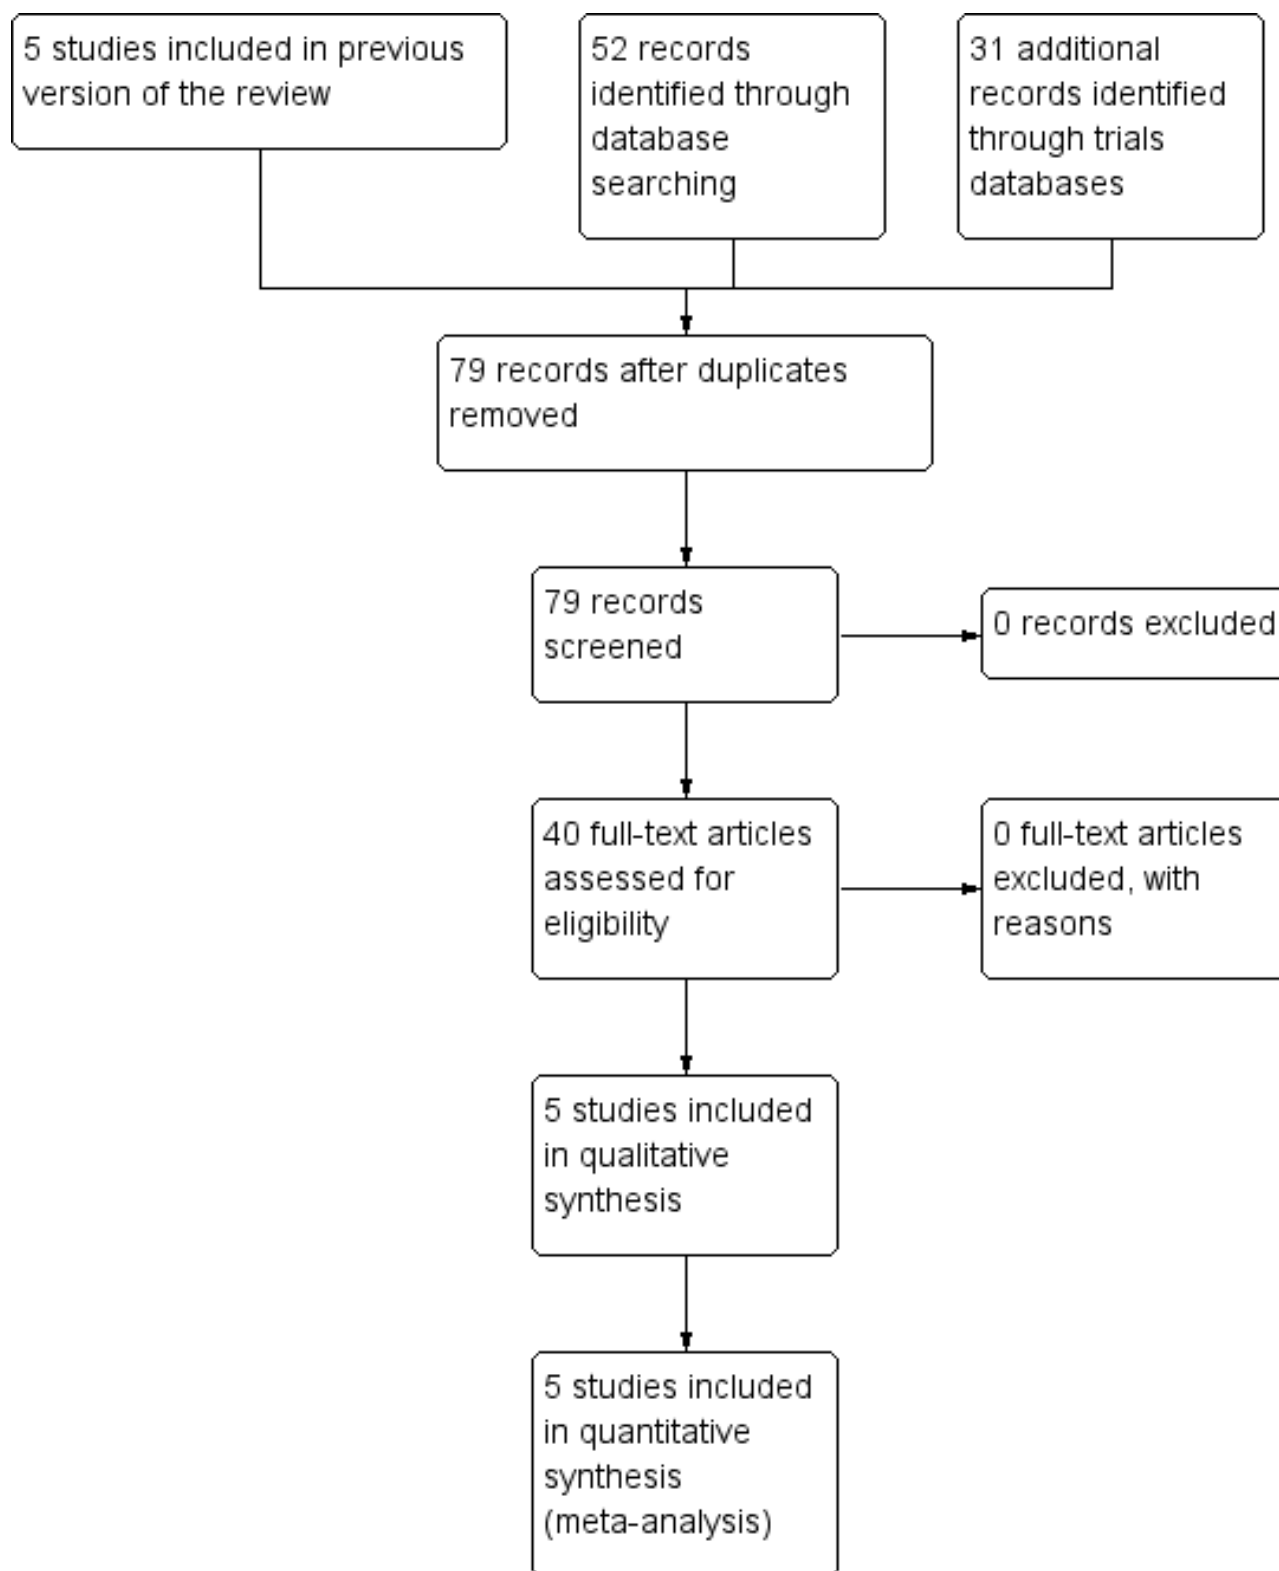 5 studies included in previous
version of the review
52 records
identified through
database
searching
31 additional
records identified
through trials
databases
79 records after duplicates
removed
79 records
screened
0 records excluded
40 full-text articles
assessed for
eligibility
0 full-text articles
excluded, with
reasons
5 studies included
in qualitative
synthesis
5 studies included
in quantitative
synthesis
(meta-analysis)